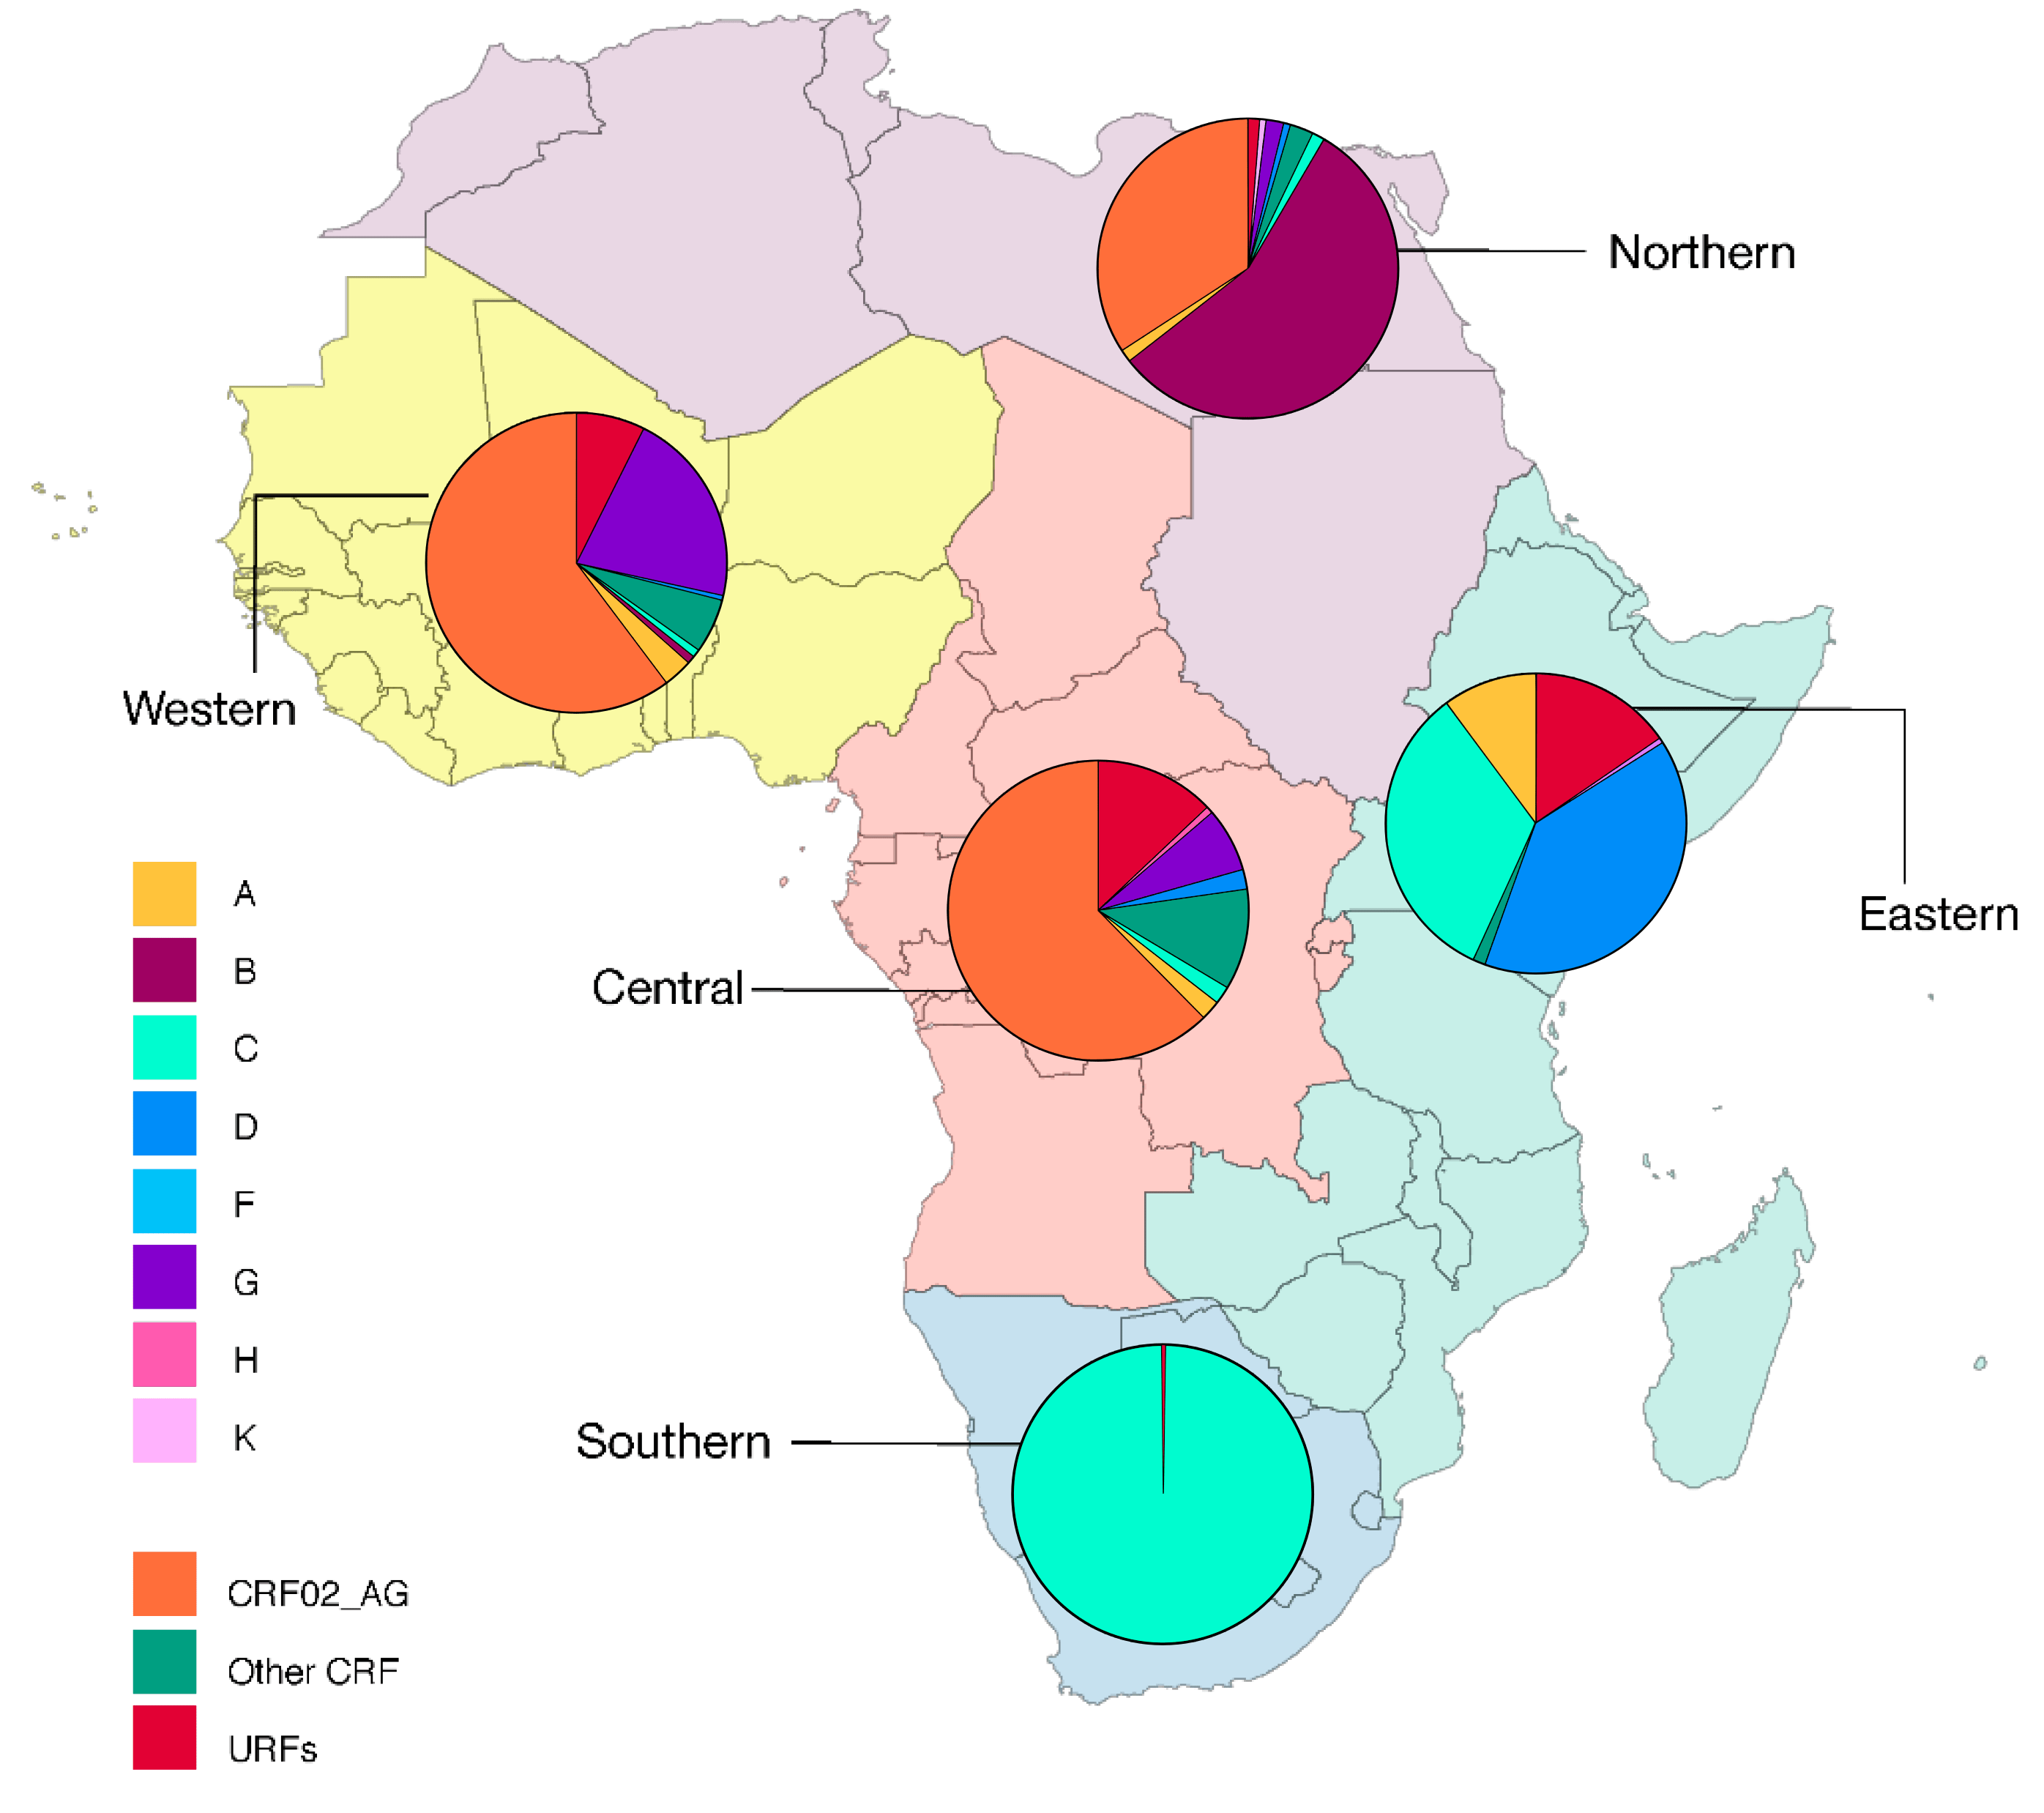 Northern
Western
Eastern
Central
Southern
A
B
C
D
F
G
H
K
CRF02_AG
Other CRF
URFs